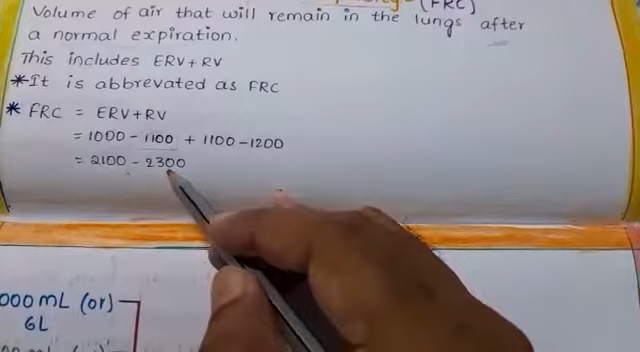 (FRC)
Volume of air that will remain in the lungs after
a normal expiration.
This includes ERV + RV
*It is abbrevated as FRC
* FRC = ERV + RV
= 1000 - 1100 + 1100 - 1200
= 2100 - 2300
000 mL (or)
6L